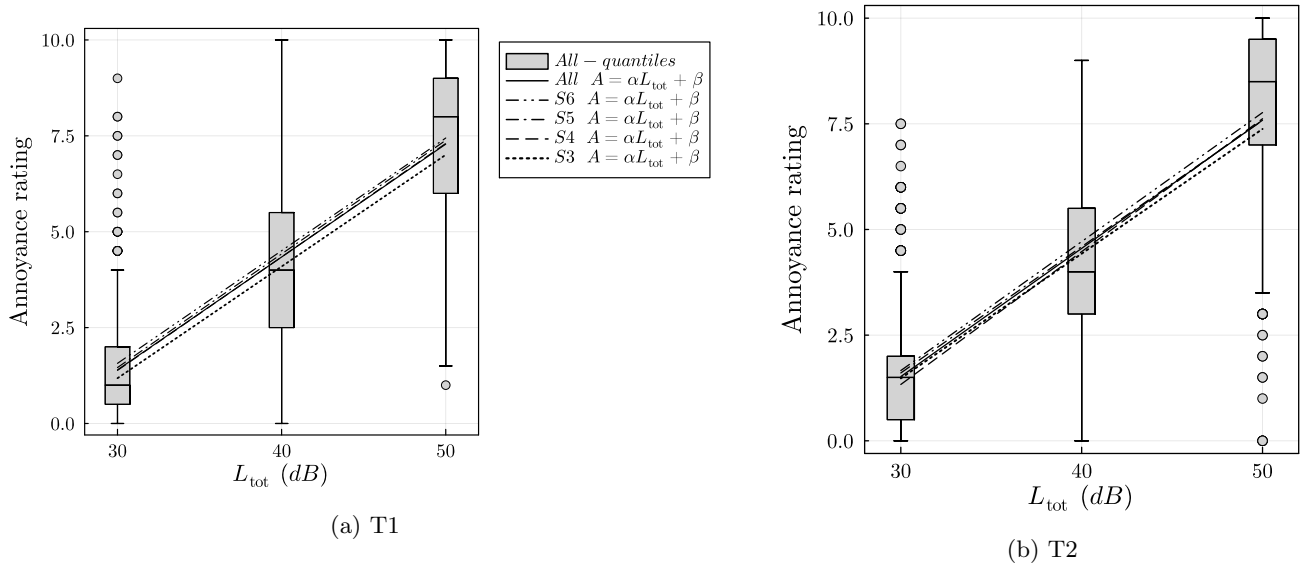 10.0
7.5
5.0
2.5
0.0
30
40
50
Annoyance rating
L_tot (dB)
All − quantiles
All A = αL_tot + β
S6 A = αL_tot + β
S5 A = αL_tot + β
S4 A = αL_tot + β
S3 A = αL_tot + β
(a) T1
10.0
7.5
5.0
2.5
0.0
30
40
50
Annoyance rating
L_tot (dB)
(b) T2